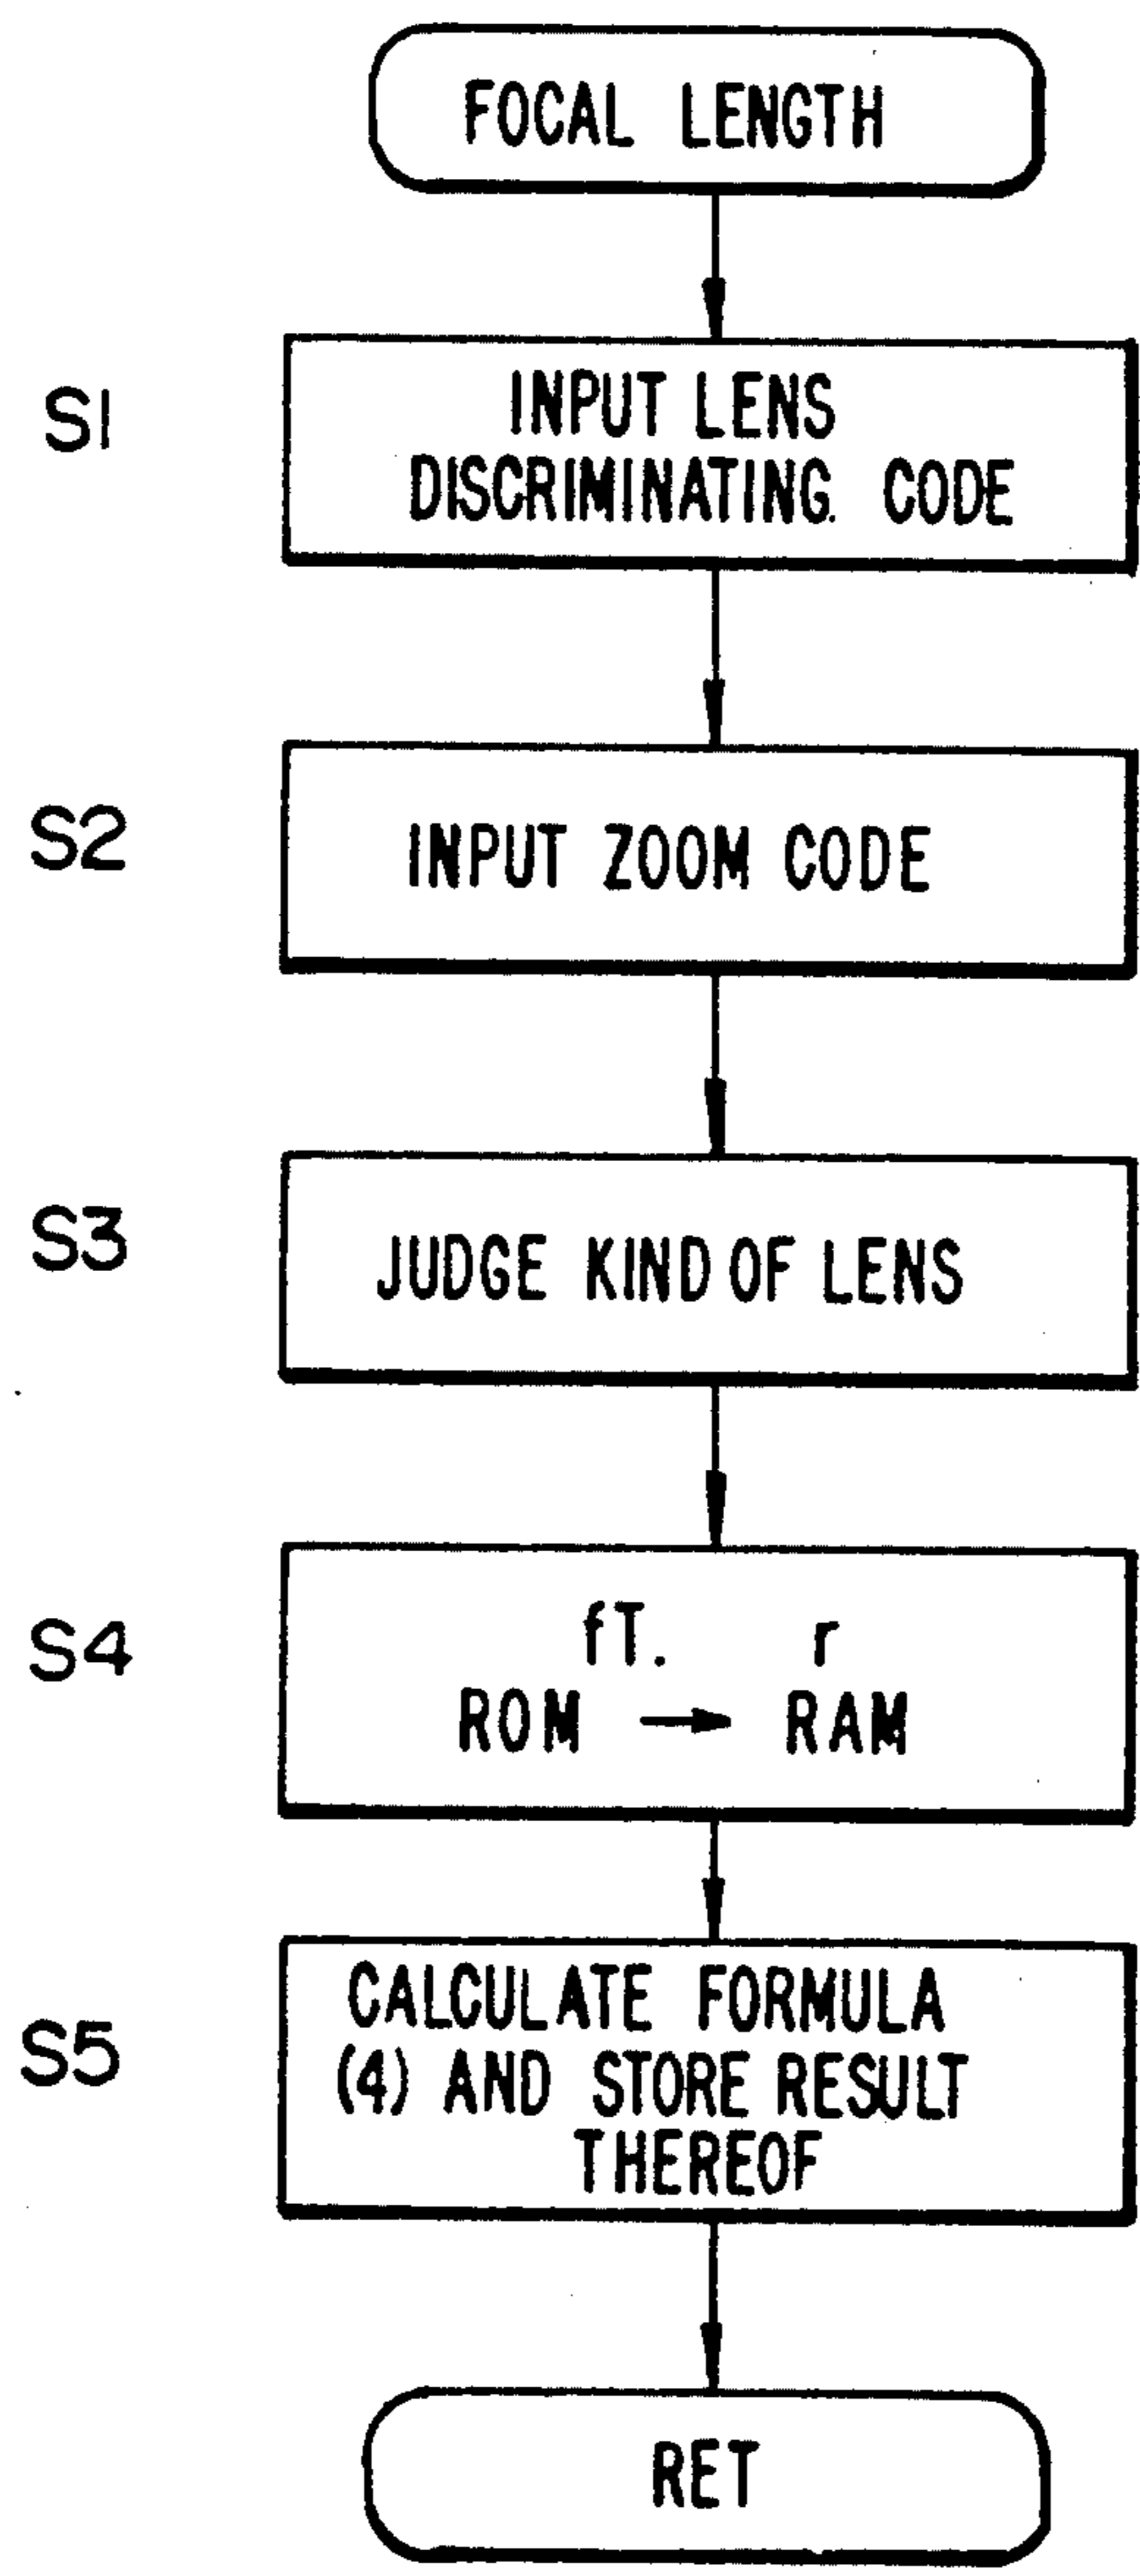 FOCAL LENGTH
S1
INPUT LENS
DISCRIMINATING. CODE
S2
INPUT ZOOM CODE
S3
JUDGE KIND OF LENS
S4
fT. r
ROM → RAM
S5
CALCULATE FORMULA
(4) AND STORE RESULT
THEREOF
RET